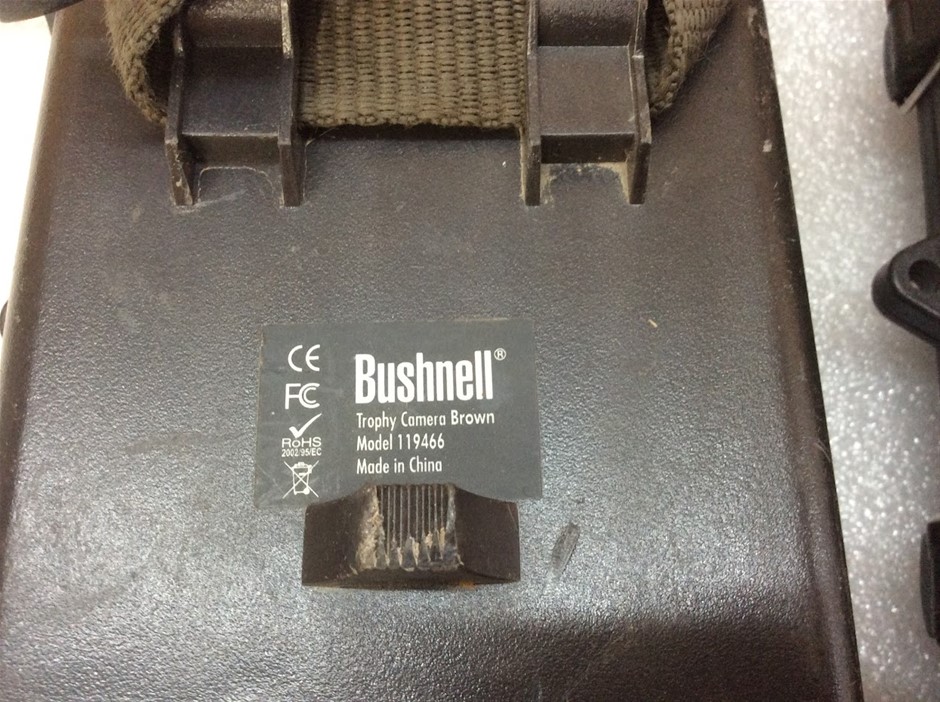 CE
FC
RoHS
2002/95/EC
Bushnell®
Trophy Camera Brown
Model 119466
Made in China